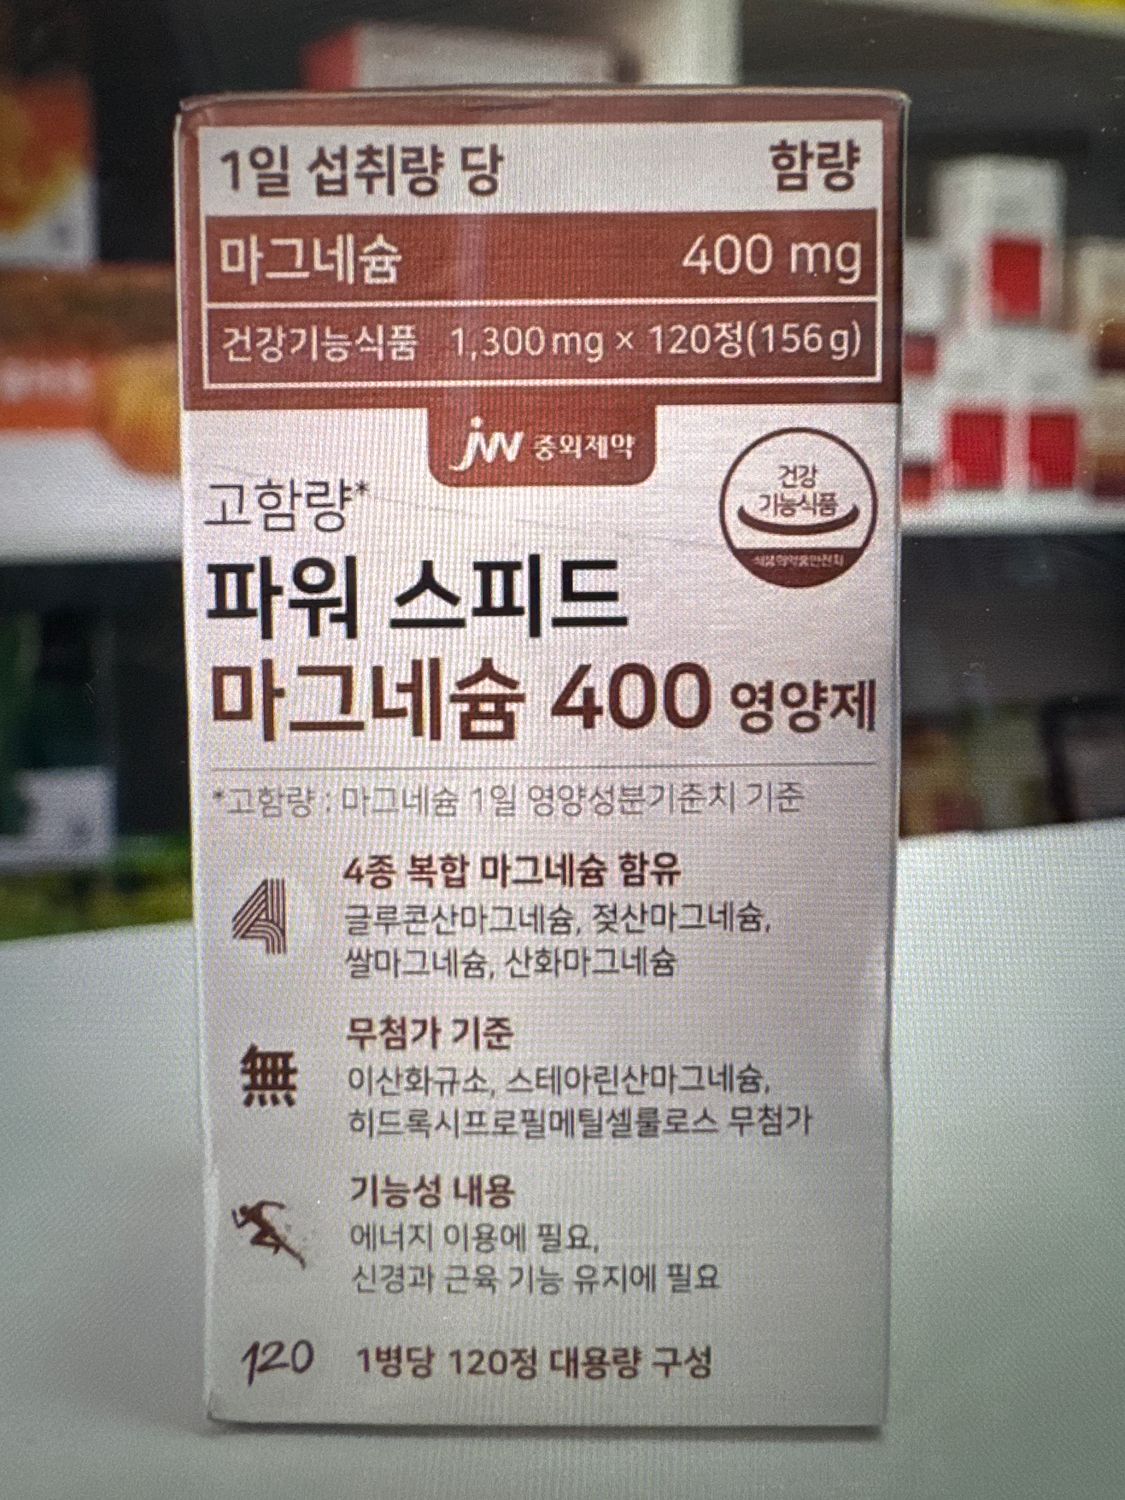 1일 섭취량 당 함량
마그네슘 400 mg
건강기능식품 1,300 mg × 120정(156 g)
jw 중외제약
건강
기능식품
식품의약품안전처
고함량*
파워 스피드
마그네슘 400 영양제
*고함량 : 마그네슘 1일 영양성분기준치 기준
4종 복합 마그네슘 함유
글루콘산마그네슘, 젖산마그네슘,
쌀마그네슘, 산화마그네슘
4
無
무첨가 기준
이산화규소, 스테아린산마그네슘,
히드록시프로필메틸셀룰로스 무첨가
기능성 내용
에너지 이용에 필요,
신경과 근육 기능 유지에 필요
120 1병당 120정 대용량 구성